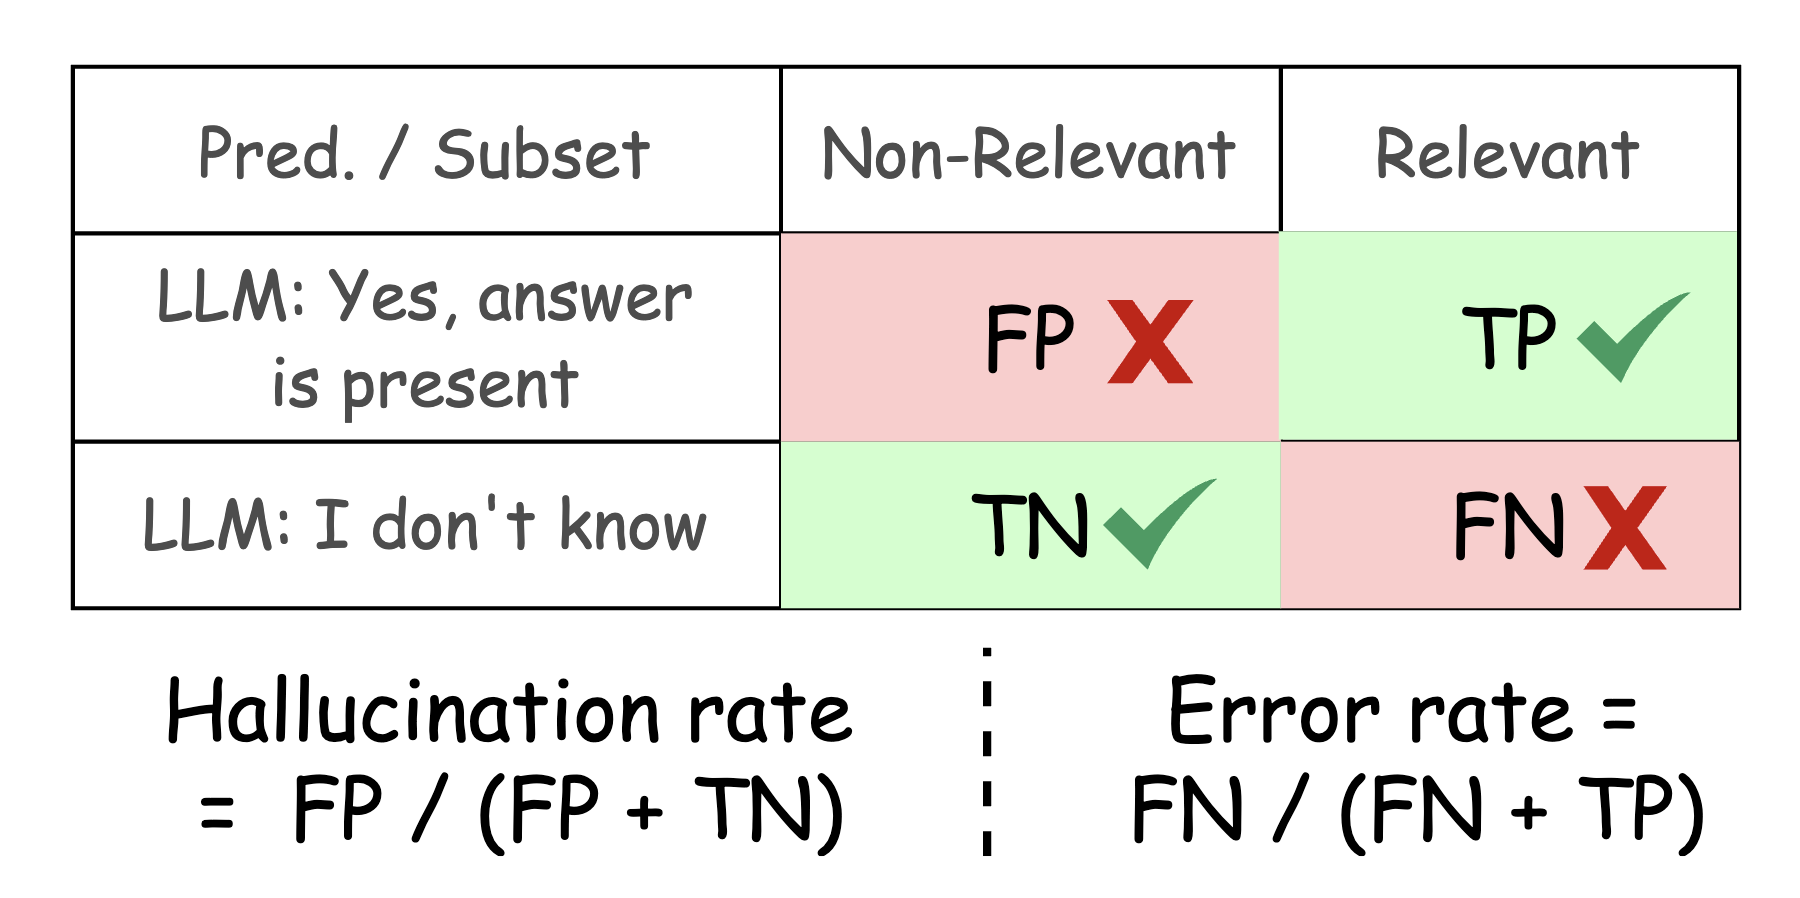 Pred. / Subset
Non-Relevant
Relevant
LLM: Yes, answer
is present
FP
TP
LLM: I don't know
TN
FN
Hallucination rate
= FP / (FP + TN)
Error rate =
FN / (FN + TP)